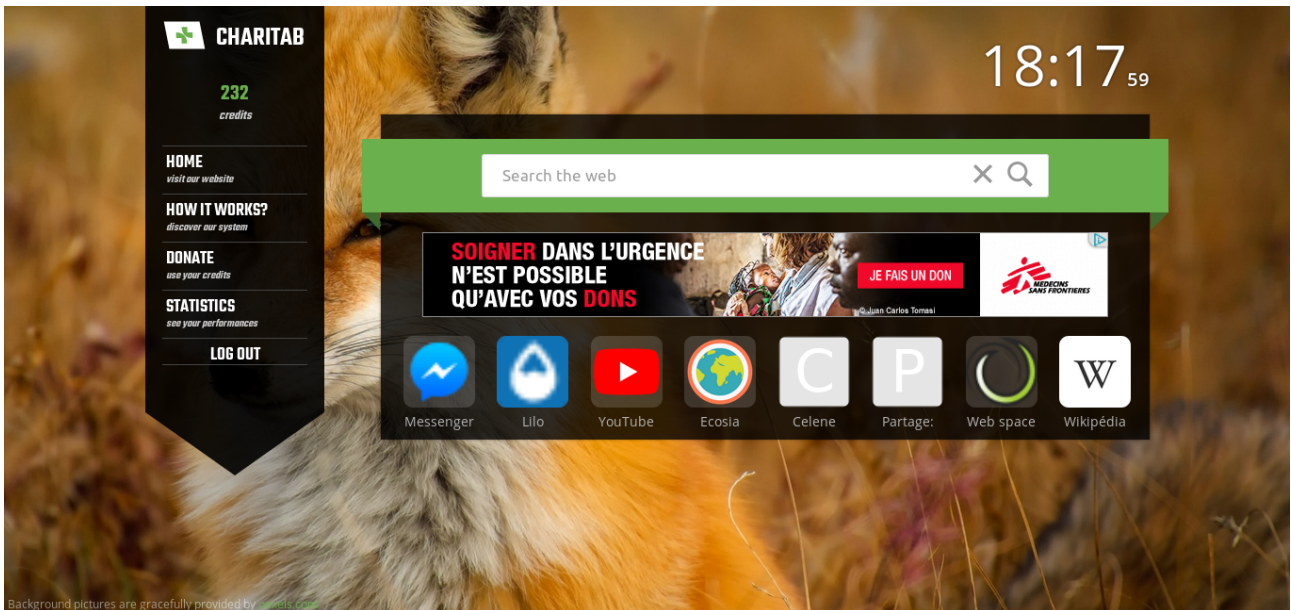 CHARITAB
232
credits
HOME
visit our website
HOW IT WORKS?
discover our system
DONATE
use your credits
STATISTICS
see your performances
LOG OUT
18:17 59
Search the web
SOIGNER DANS L'URGENCE
N'EST POSSIBLE
QU'AVEC VOS DONS
JE FAIS UN DON
© Juan Carlos Tomasi
MEDECINS
SANS FRONTIERES
C P W
Messenger Lilo YouTube Ecosia Celene Partage: Web space Wikipédia
Background pictures are gracefully provided by pexels.com